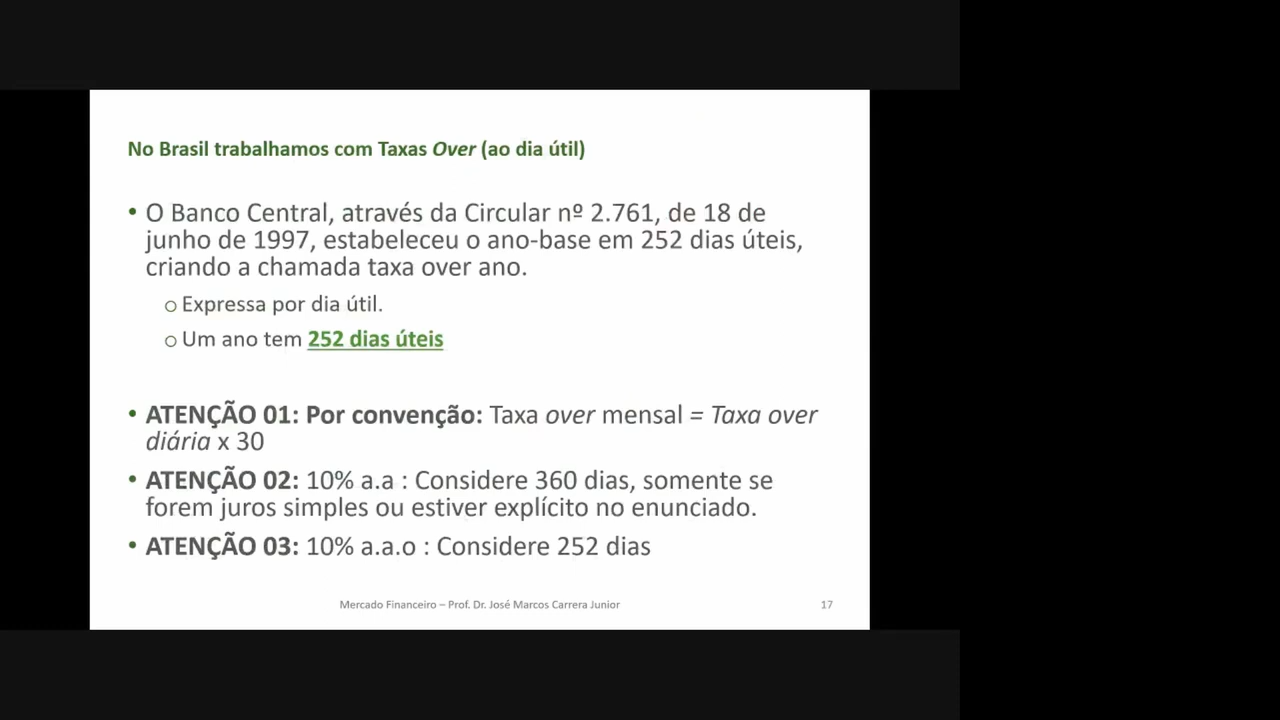 No Brasil trabalhamos com Taxas Over (ao dia útil)
• O Banco Central, através da Circular nº 2.761, de 18 de
junho de 1997, estabeleceu o ano-base em 252 dias úteis,
criando a chamada taxa over ano.
o Expressa por dia útil.
o Um ano tem 252 dias úteis
• ATENÇÃO 01: Por convenção: Taxa over mensal = Taxa over
diária x 30
• ATENÇÃO 02: 10% a.a : Considere 360 dias, somente se
forem juros simples ou estiver explícito no enunciado.
• ATENÇÃO 03: 10% a.a.o : Considere 252 dias
Mercado Financeiro – Prof. Dr. José Marcos Carrera Junior 17